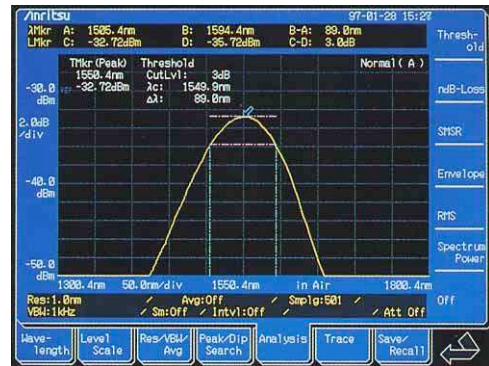 Anritsu 97-01-28 15:27
λMkr A: 1505.4nm B: 1594.4nm B-A: 89.0nm
LMkr C: -32.72dBm D: -35.72dBm C-D: 3.0dB
Thresh-
old
TMkr(Peak) Threshold Normal(A)
1550.4nm CutLvl: 3dB
-32.72dBm λc: 1549.9nm
Δλ: 89.0nm
-30.0
dBm
ndB-Loss
2.0dB
/div
SMSR
-40.0
dBm
Envelope
RMS
Spectrum
Power
-50.0
dBm
1300.4nm 50.0nm/div 1550.4nm in Air 1800.4nm
Res:1.0nm / Avg:Off / Smplg:501 /
VBW:1kHz / Sm:Off / Intvl:Off / / Att Off
Off
Wave-
length
Level
Scale
Res/VBW/
Avg
Peak/Dip
Search
Analysis
Trace
Save/
Recall